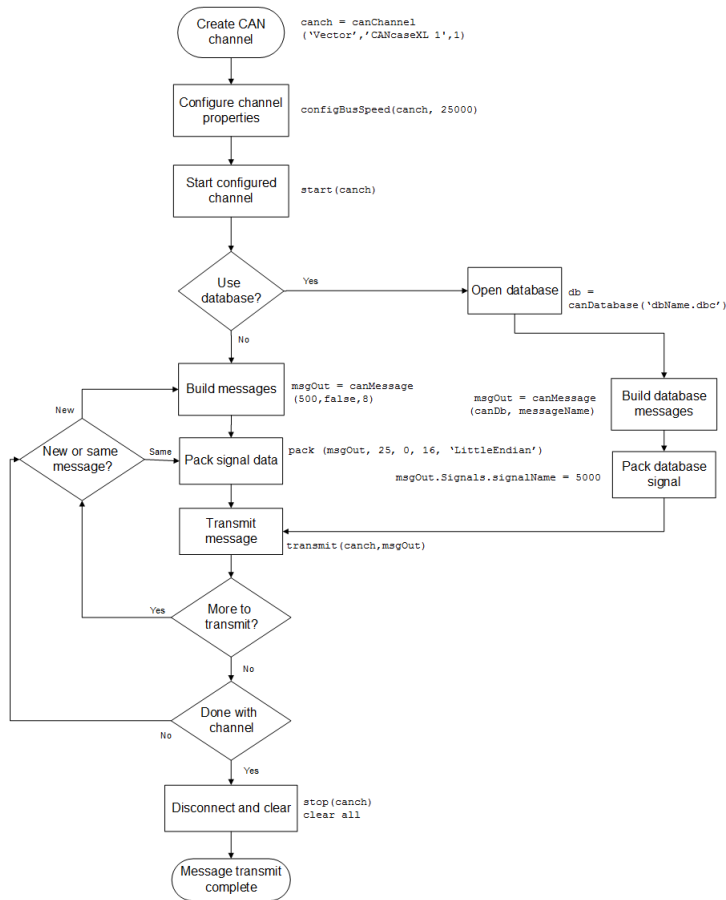 Create CAN
channel
canch = canChannel
(‘Vector’,’CANcaseXL 1',1)
Configure channel
properties
configBusSpeed(canch, 25000)
Start configured
channel
start(canch)
Use
database?
Yes
No
Open database
db =
canDatabase(‘dbName.dbc’)
Build messages
msgOut = canMessage
(500,false,8)
msgOut = canMessage
(canDb, messageName)
Build database
messages
New
New or same
message?
Same
Pack signal data
pack (msgOut, 25, 0, 16, ‘LittleEndian’)
msgOut.Signals.signalName = 5000
Pack database
signal
Transmit
message
transmit(canch,msgOut)
More to
transmit?
Yes
No
Done with
channel
No
Yes
Disconnect and clear
stop(canch)
clear all
Message transmit
complete